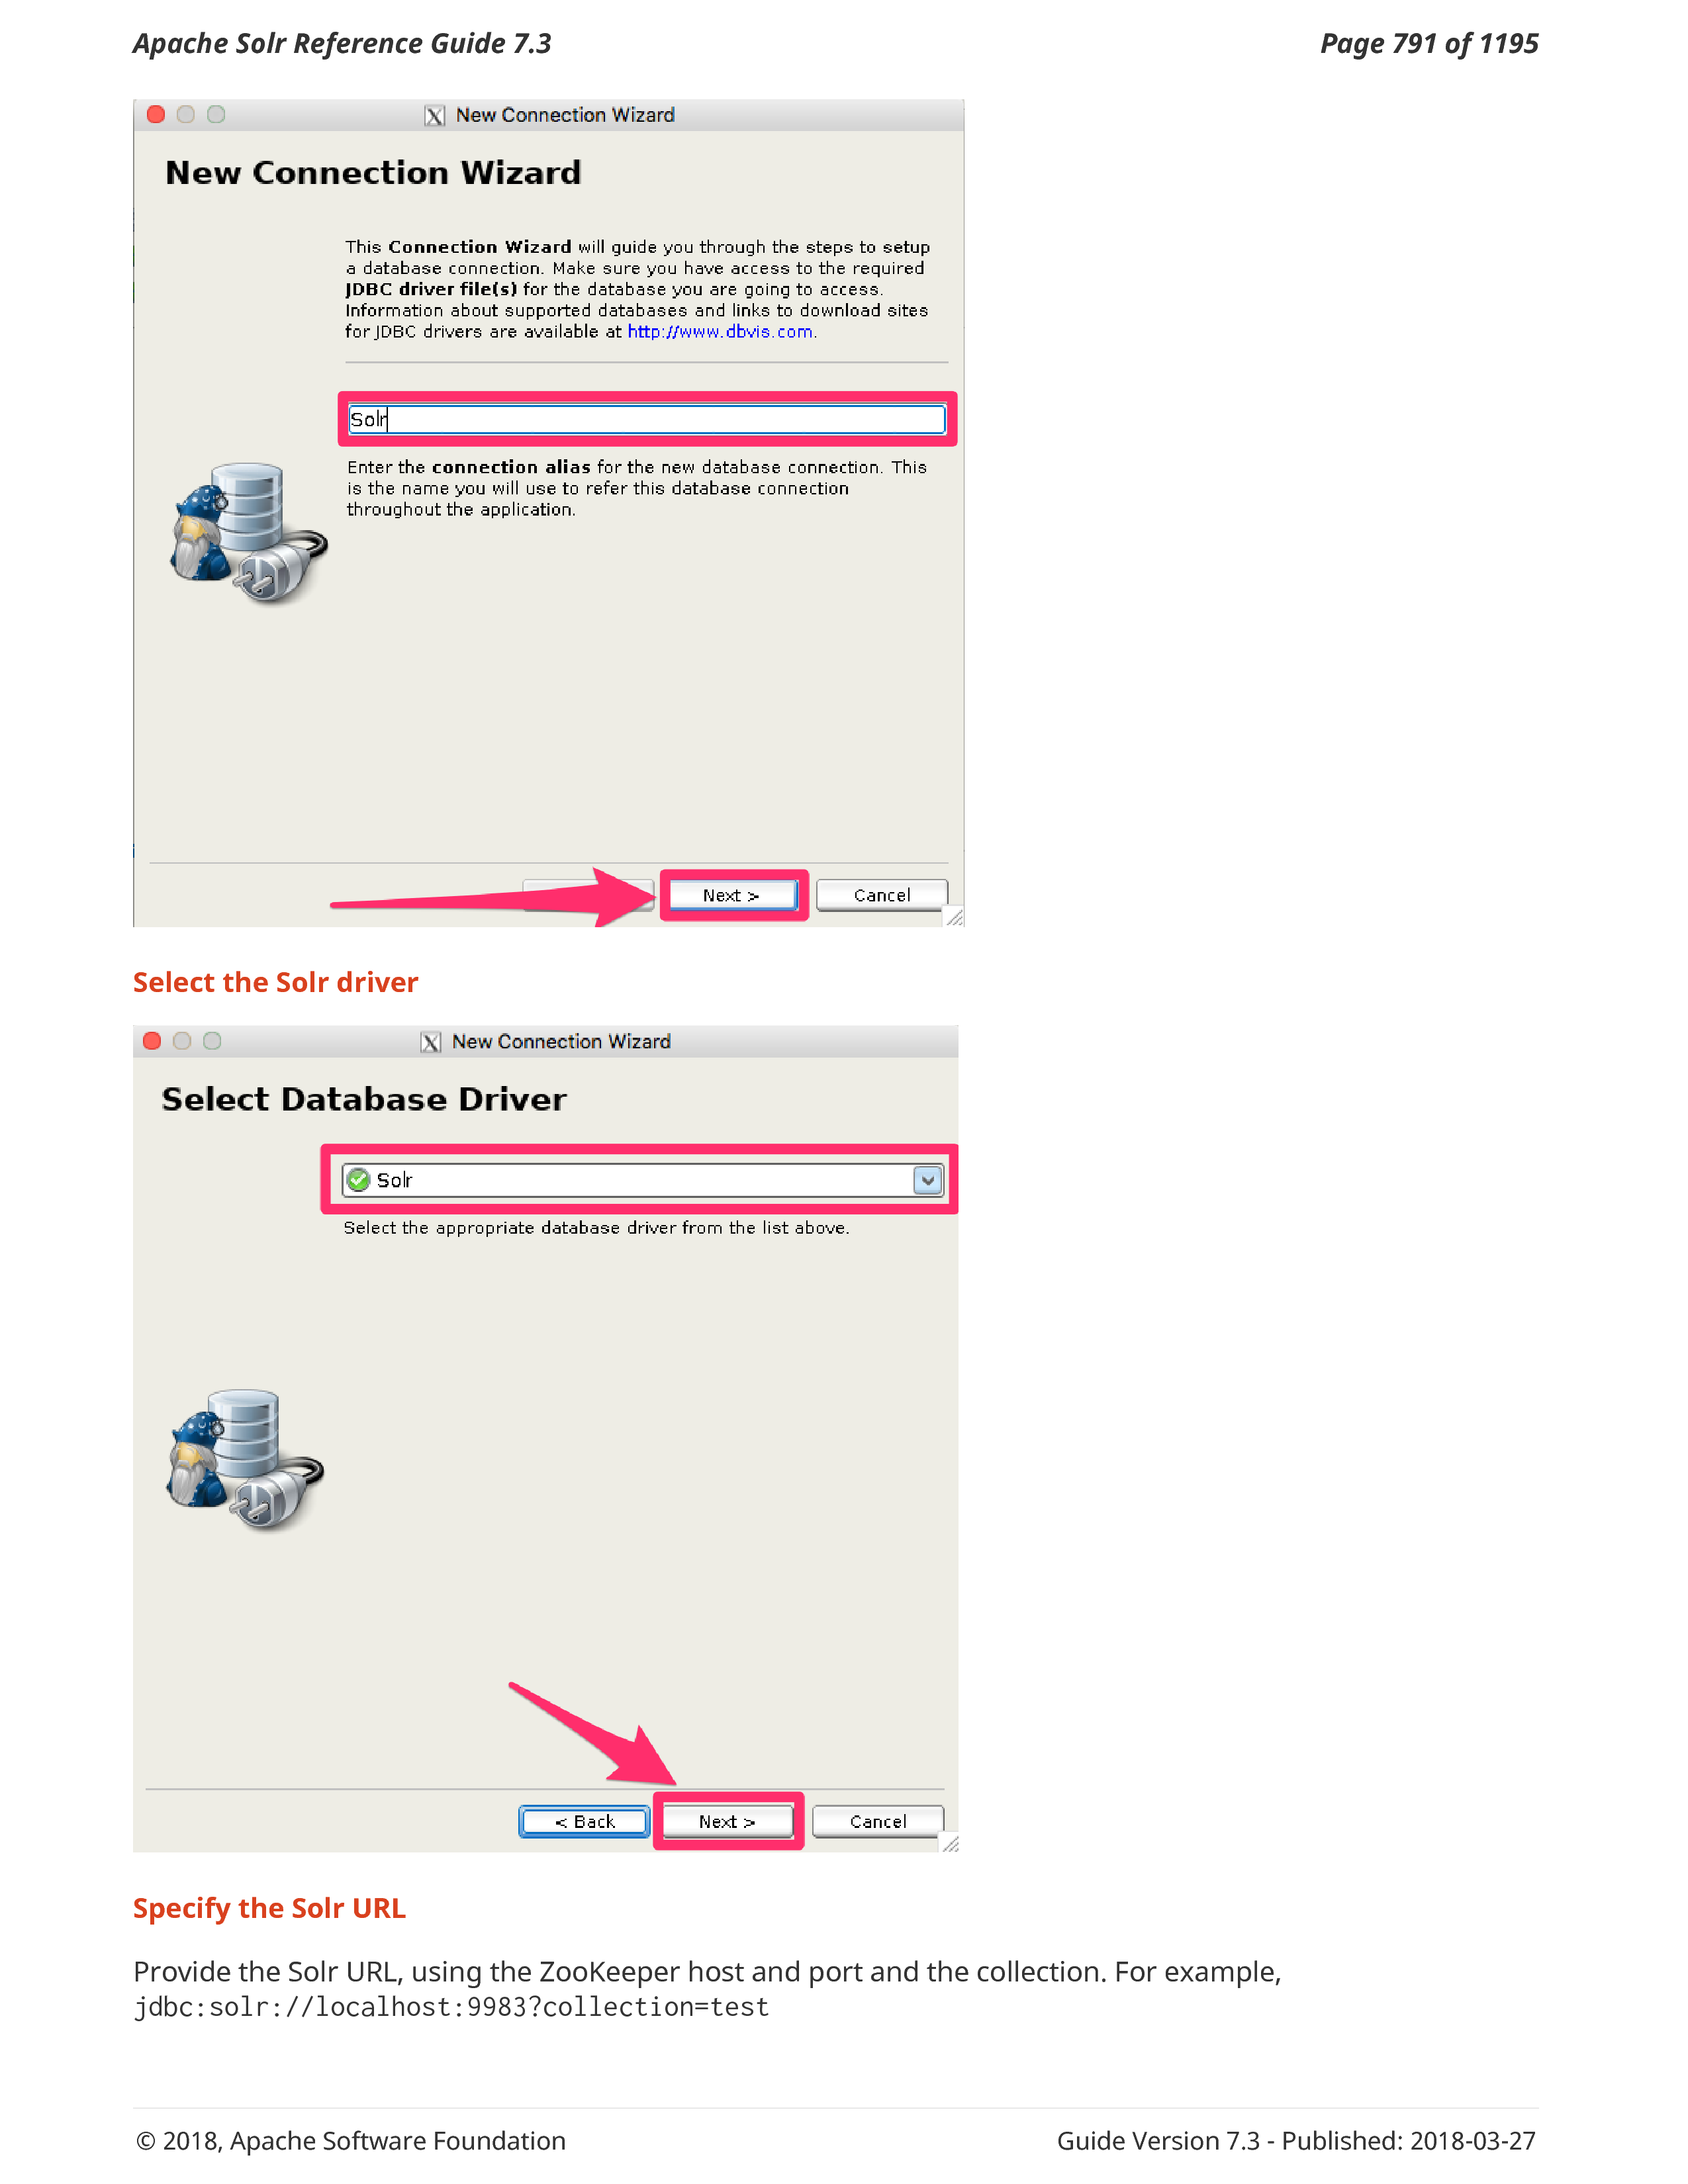 Apache Solr Reference Guide 7.3 Page 791 of 1195
New Connection Wizard
New Connection Wizard
This Connection Wizard will guide you through the steps to setup
a database connection. Make sure you have access to the required
JDBC driver file(s) for the database you are going to access.
Information about supported databases and links to download sites
for JDBC drivers are available at http://www.dbvis.com.
Solr
Enter the connection alias for the new database connection. This
is the name you will use to refer this database connection
throughout the application.
Next > Cancel
Select the Solr driver
New Connection Wizard
Select Database Driver
Solr
Select the appropriate database driver from the list above.
< Back Next > Cancel
Specify the Solr URL
Provide the Solr URL, using the ZooKeeper host and port and the collection. For example,
jdbc:solr://localhost:9983?collection=test
© 2018, Apache Software Foundation Guide Version 7.3 - Published: 2018-03-27